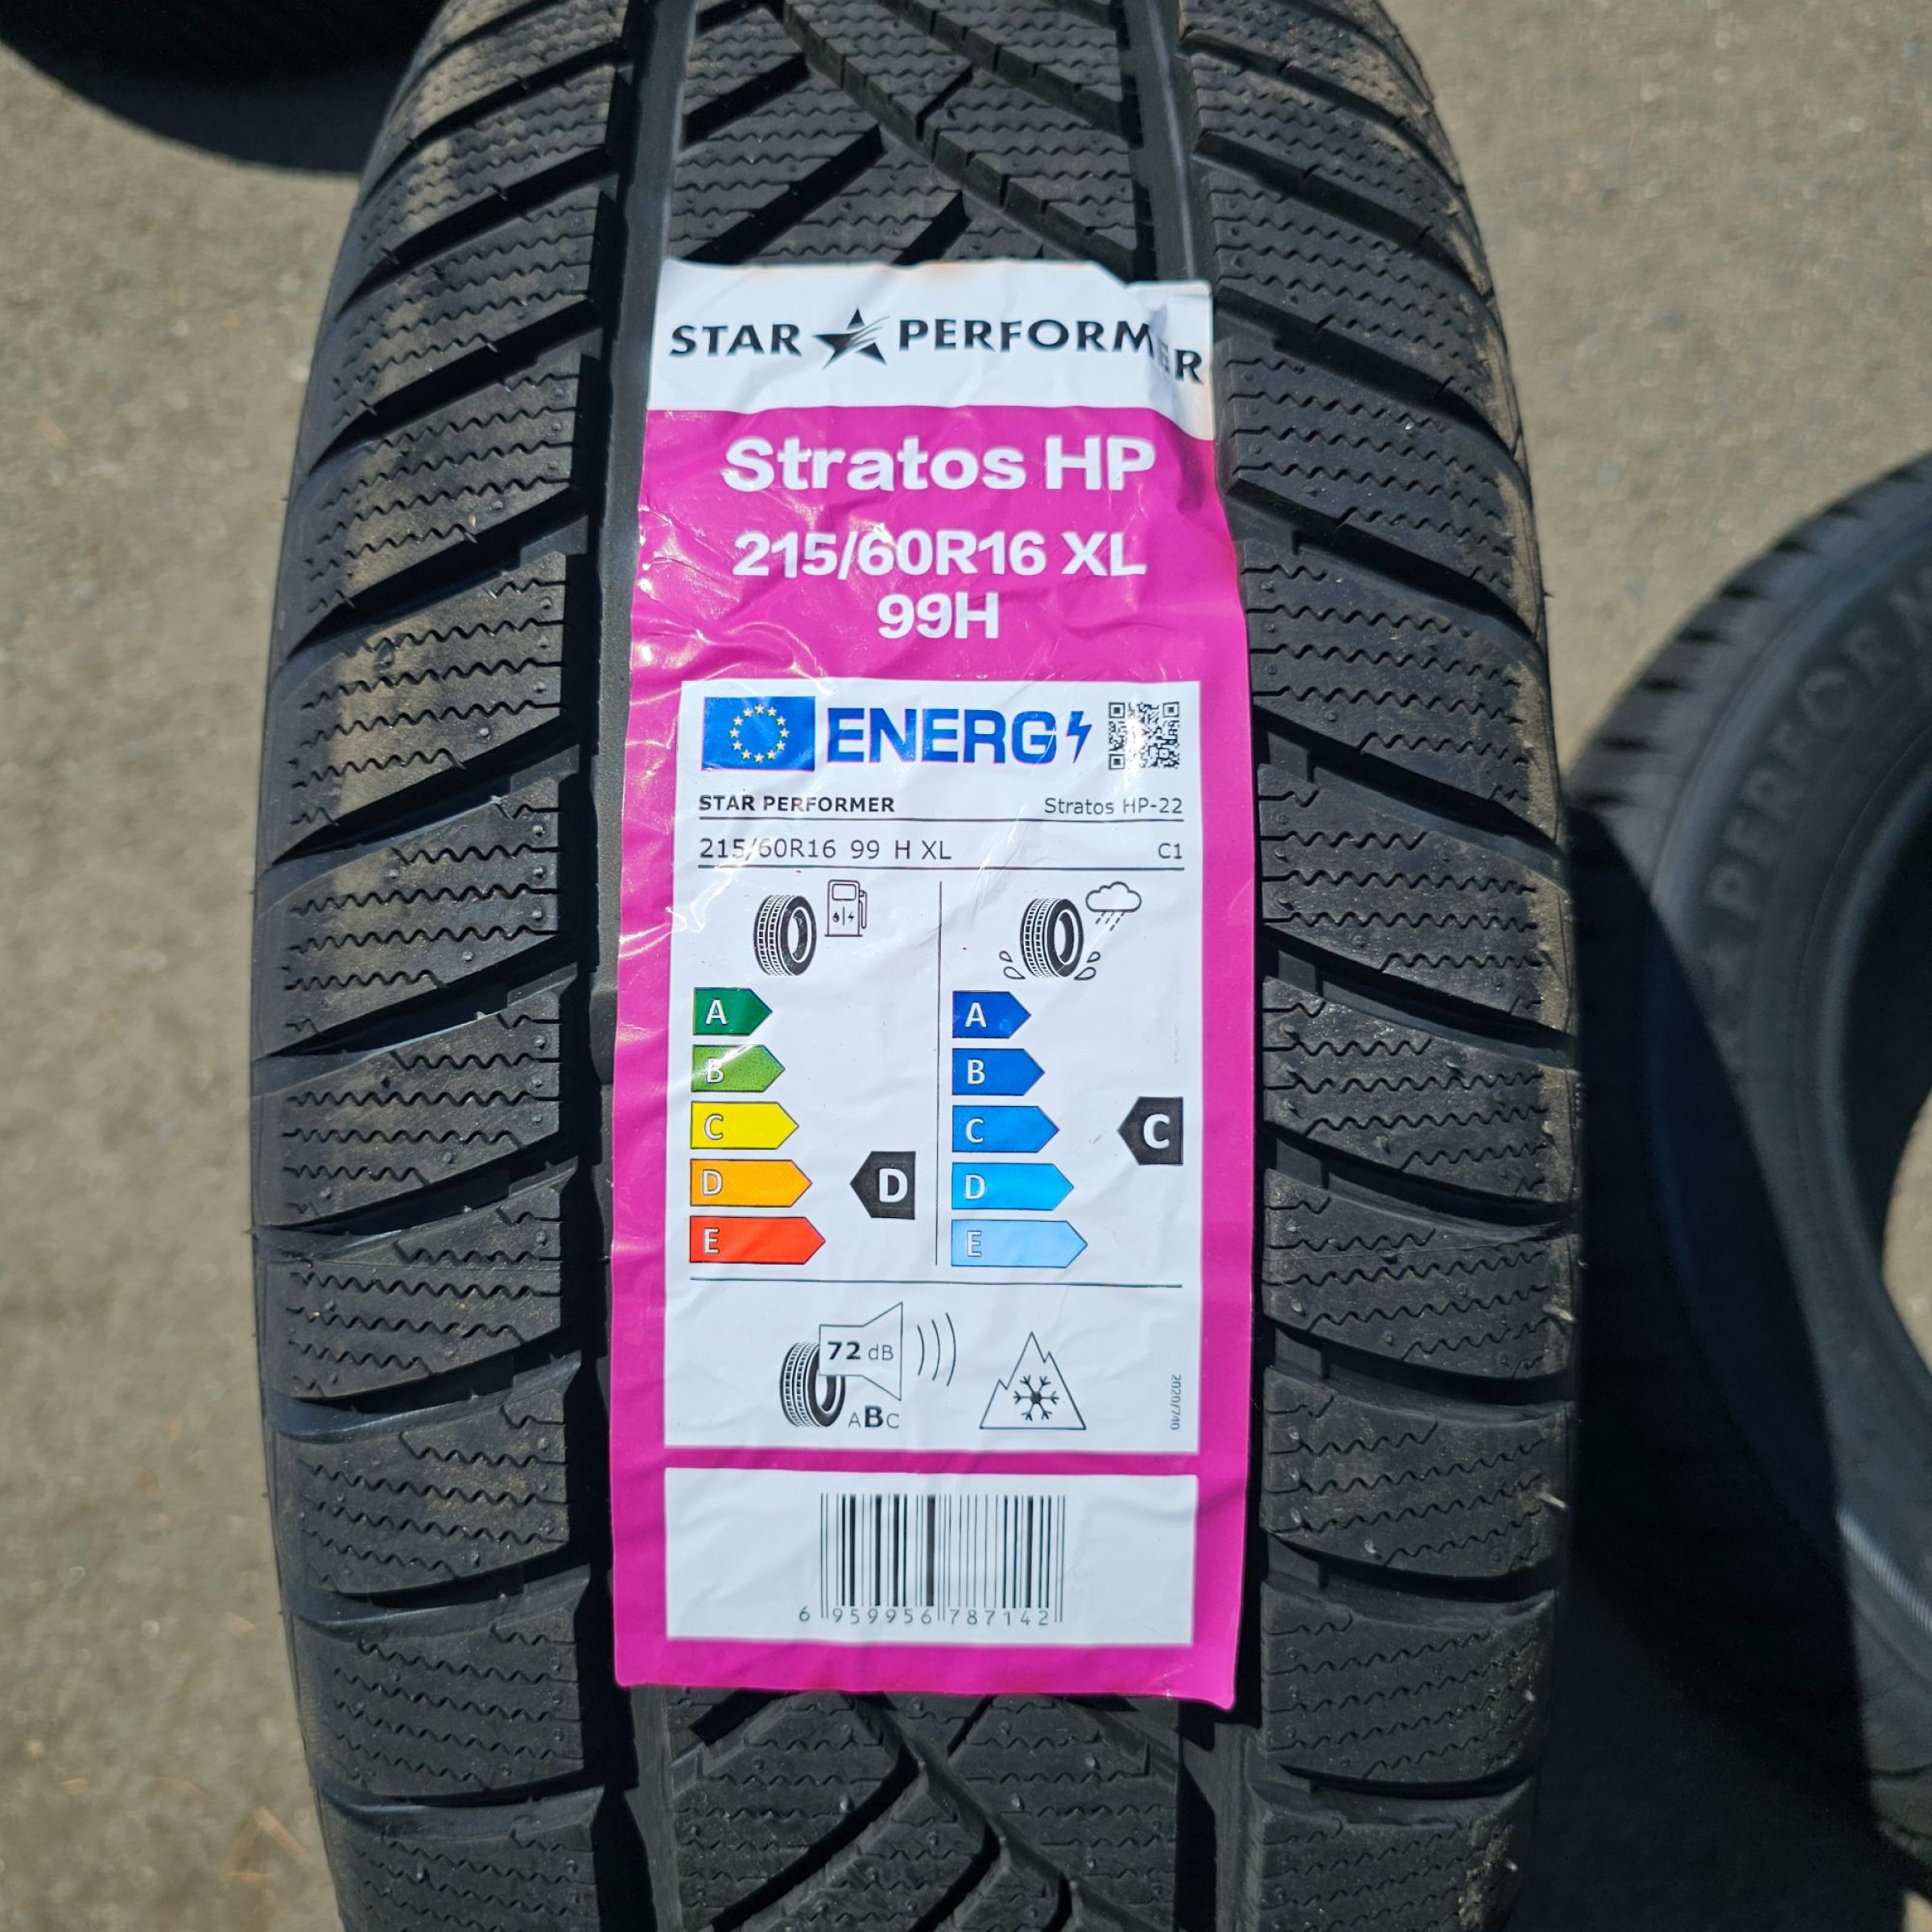 STAR PERFORMER
Stratos HP
215/60R16 XL
99H
ENERG
STAR PERFORMER Stratos HP-22
215/60R16 99 H XL C1
A A
B B
C C C
D D D
E E
72 dB
ABC
2020/740
6 959956 787142